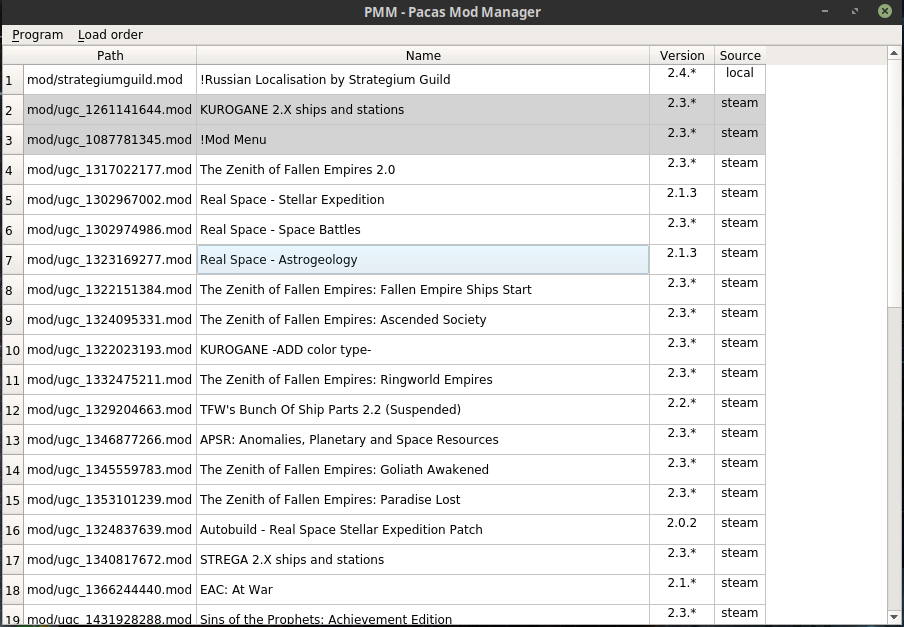 PMM - Pacas Mod Manager
Program Load order
Path Name Version Source
1 mod/strategiumguild.mod !Russian Localisation by Strategium Guild 2.4.* local
2 mod/ugc_1261141644.mod KUROGANE 2.X ships and stations 2.3.* steam
3 mod/ugc_1087781345.mod !Mod Menu 2.3.* steam
4 mod/ugc_1317022177.mod The Zenith of Fallen Empires 2.0 2.3.* steam
5 mod/ugc_1302967002.mod Real Space - Stellar Expedition 2.1.3 steam
6 mod/ugc_1302974986.mod Real Space - Space Battles 2.3.* steam
7 mod/ugc_1323169277.mod Real Space - Astrogeology 2.1.3 steam
8 mod/ugc_1322151384.mod The Zenith of Fallen Empires: Fallen Empire Ships Start 2.3.* steam
9 mod/ugc_1324095331.mod The Zenith of Fallen Empires: Ascended Society 2.3.* steam
10 mod/ugc_1322023193.mod KUROGANE -ADD color type- 2.3.* steam
11 mod/ugc_1332475211.mod The Zenith of Fallen Empires: Ringworld Empires 2.3.* steam
12 mod/ugc_1329204663.mod TFW's Bunch Of Ship Parts 2.2 (Suspended) 2.2.* steam
13 mod/ugc_1346877266.mod APSR: Anomalies, Planetary and Space Resources 2.3.* steam
14 mod/ugc_1345559783.mod The Zenith of Fallen Empires: Goliath Awakened 2.3.* steam
15 mod/ugc_1353101239.mod The Zenith of Fallen Empires: Paradise Lost 2.3.* steam
16 mod/ugc_1324837639.mod Autobuild - Real Space Stellar Expedition Patch 2.0.2 steam
17 mod/ugc_1340817672.mod STREGA 2.X ships and stations 2.3.* steam
18 mod/ugc_1366244440.mod EAC: At War 2.1.* steam
19 mod/ugc_1431928288.mod Sins of the Prophets: Achievement Edition 2.3.* steam